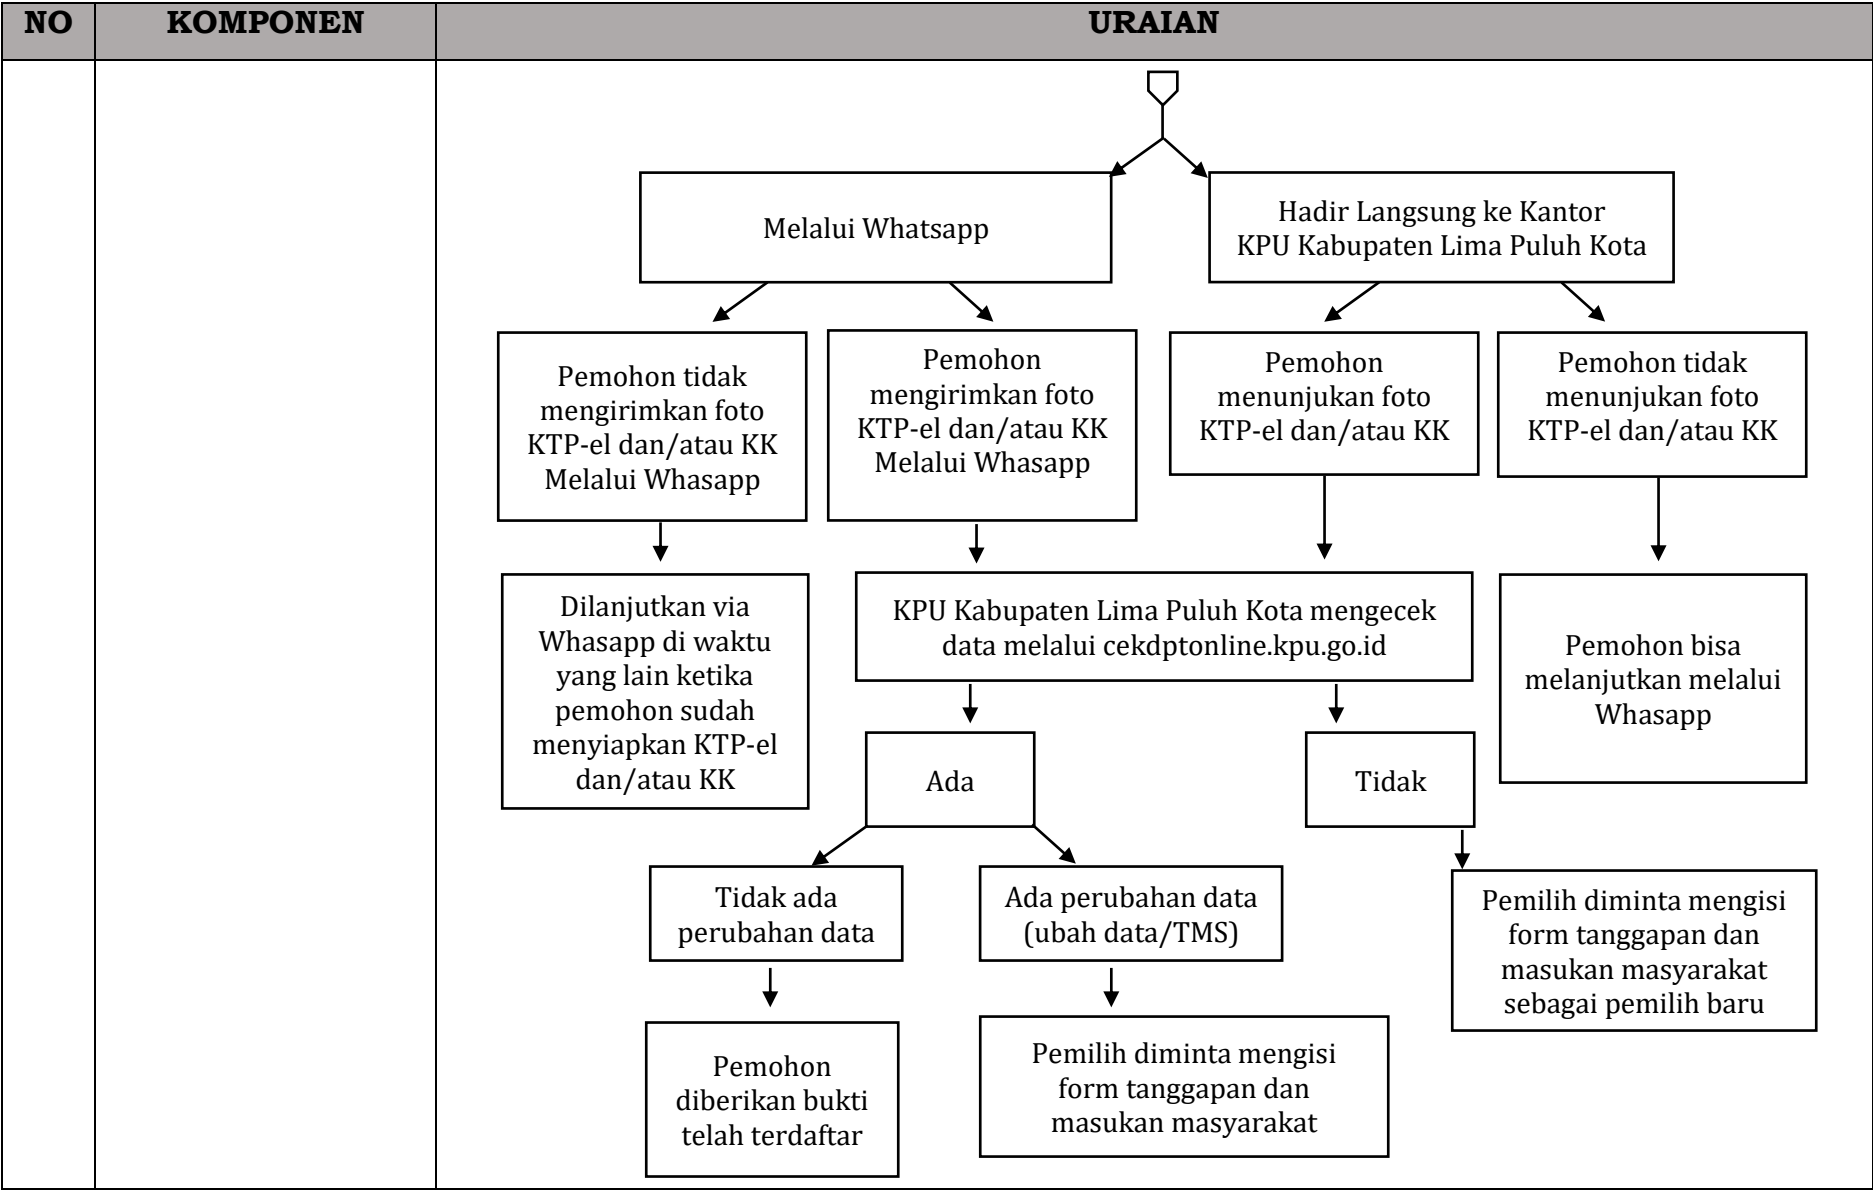 NO KOMPONEN URAIAN
Melalui Whatsapp
Hadir Langsung ke Kantor
KPU Kabupaten Lima Puluh Kota
Pemohon tidak
mengirimkan foto
KTP-el dan/atau KK
Melalui Whasapp
Pemohon
mengirimkan foto
KTP-el dan/atau KK
Melalui Whasapp
Pemohon
menunjukan foto
KTP-el dan/atau KK
Pemohon tidak
menunjukan foto
KTP-el dan/atau KK
Dilanjutkan via
Whasapp di waktu
yang lain ketika
pemohon sudah
menyiapkan KTP-el
dan/atau KK
KPU Kabupaten Lima Puluh Kota mengecek
data melalui cekdptonline.kpu.go.id
Pemohon bisa
melanjutkan melalui
Whasapp
Ada
Tidak
Tidak ada
perubahan data
Ada perubahan data
(ubah data/TMS)
Pemilih diminta mengisi
form tanggapan dan
masukan masyarakat
sebagai pemilih baru
Pemohon
diberikan bukti
telah terdaftar
Pemilih diminta mengisi
form tanggapan dan
masukan masyarakat